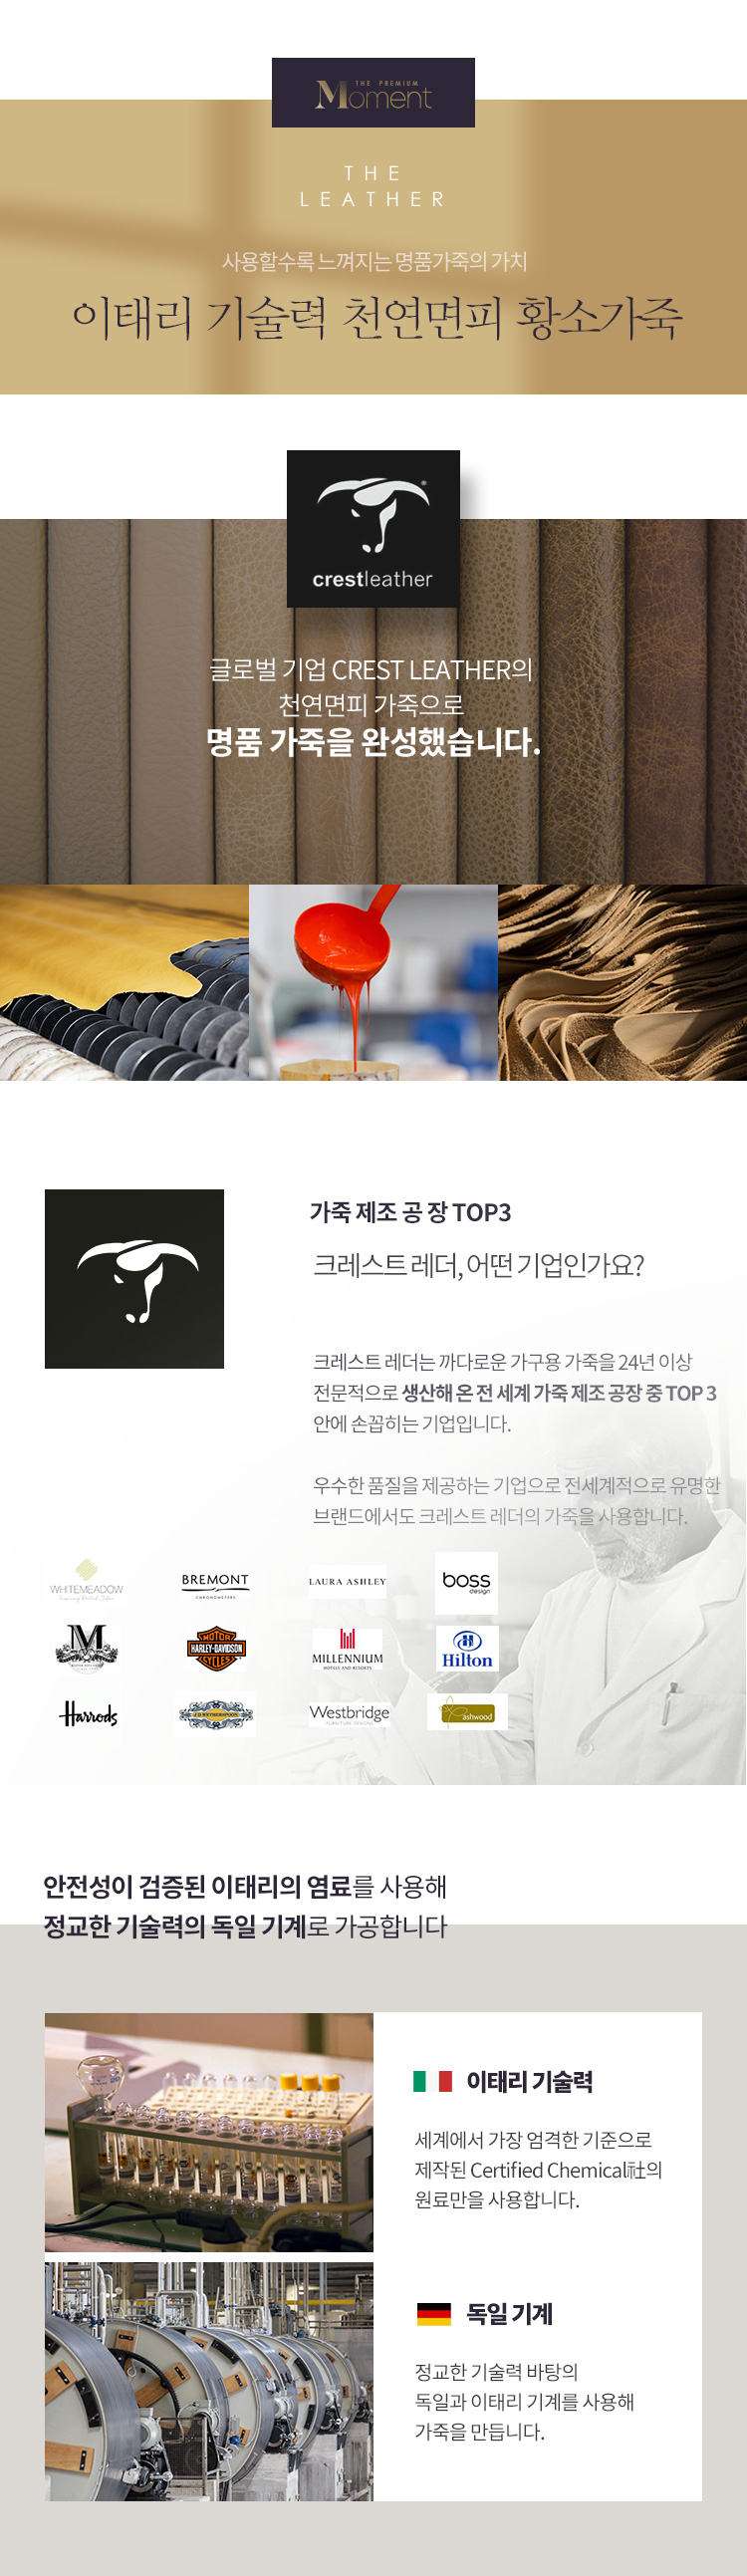 THE PREMIUM
Moment
THE
LEATHER
사용할수록 느껴지는 명품가죽의 가치
이태리 기술력 천연면피 황소가죽
crestleather
글로벌 기업 CREST LEATHER의
천연면피 가죽으로
명품 가죽을 완성했습니다.
가죽 제조 공 장 TOP3
크레스트 레더, 어떤 기업인가요?
크레스트 레더는 까다로운 가구용 가죽을 24년 이상
전문적으로 생산해 온 전 세계 가죽 제조 공장 중 TOP 3
안에 손꼽히는 기업입니다.
우수한 품질을 제공하는 기업으로 전세계적으로 유명한
브랜드에서도 크레스트 레더의 가죽을 사용합니다.
WHITEMEADOW
BREMONT
CHRONOMETERS
LAURA ASHLEY
boss
design
M
MOTOR
HARLEY-DAVIDSON
CYCLES
MILLENNIUM
HOTELS AND RESORTS
Hilton
Harrods
J D WETHERSPOON
Westbridge
FURNITURE DESIGNS
ashwood
안전성이 검증된 이태리의 염료를 사용해
정교한 기술력의 독일 기계로 가공합니다
이태리 기술력
세계에서 가장 엄격한 기준으로
제작된 Certified Chemical社의
원료만을 사용합니다.
독일 기계
정교한 기술력 바탕의
독일과 이태리 기계를 사용해
가죽을 만듭니다.